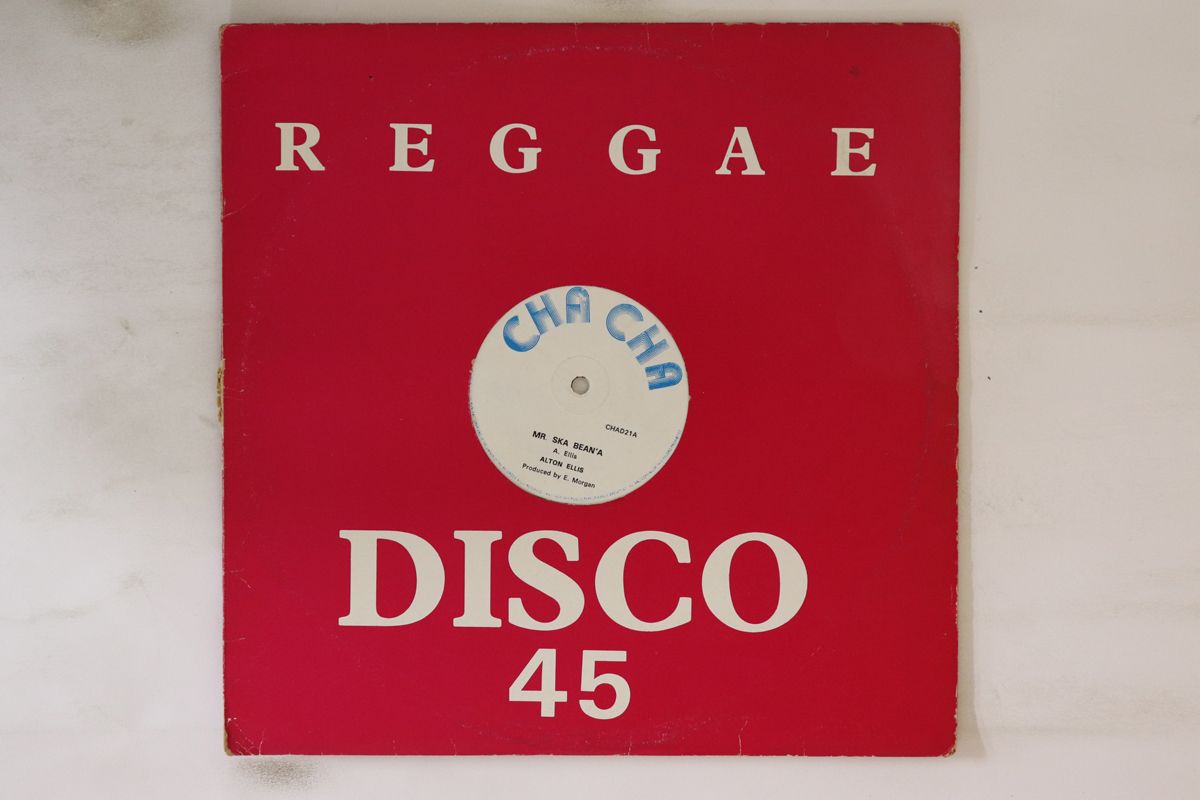 REGGAE
CHA CHA
CHAD21A
MR. SKA BEAN'A
A. Ellis
ALTON ELLIS
Produced by E. Morgan
DISCO
45